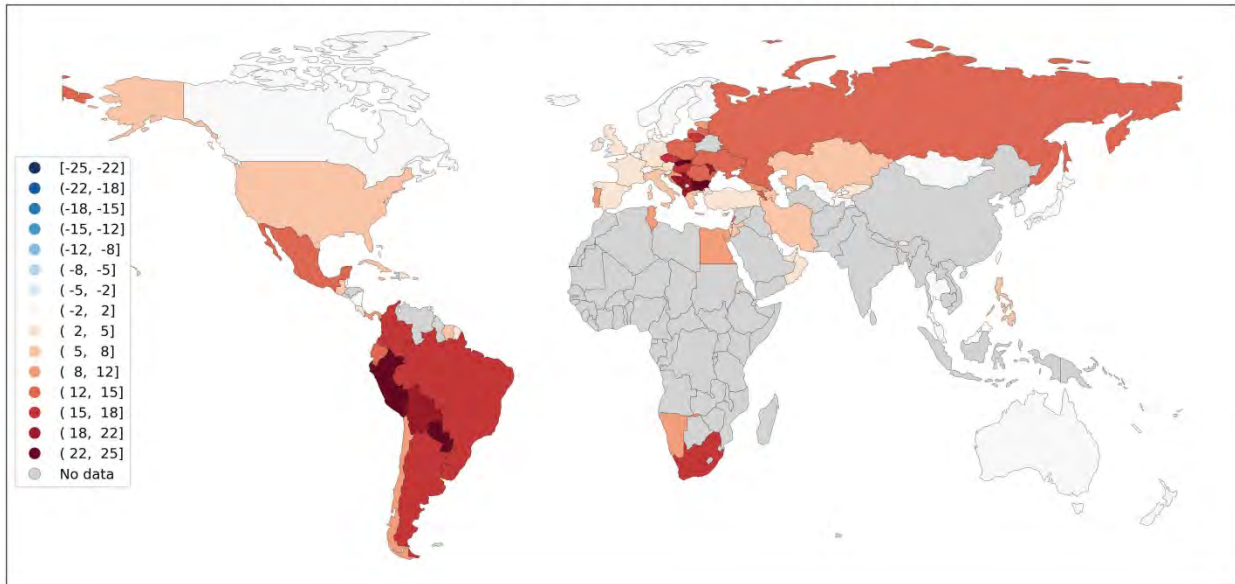 [-25, -22]
(-22, -18]
(-18, -15]
(-15, -12]
(-12, -8]
(-8, -5]
(-5, -2]
(-2, 2]
( 2, 5]
( 5, 8]
( 8, 12]
( 12, 15]
( 15, 18]
( 18, 22]
( 22, 25]
No data